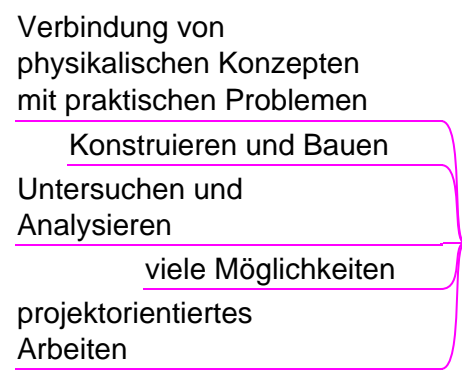 Verbindung von
physikalischen Konzepten
mit praktischen Problemen
Konstruieren und Bauen
Untersuchen und
Analysieren
viele Möglichkeiten
projektorientiertes
Arbeiten